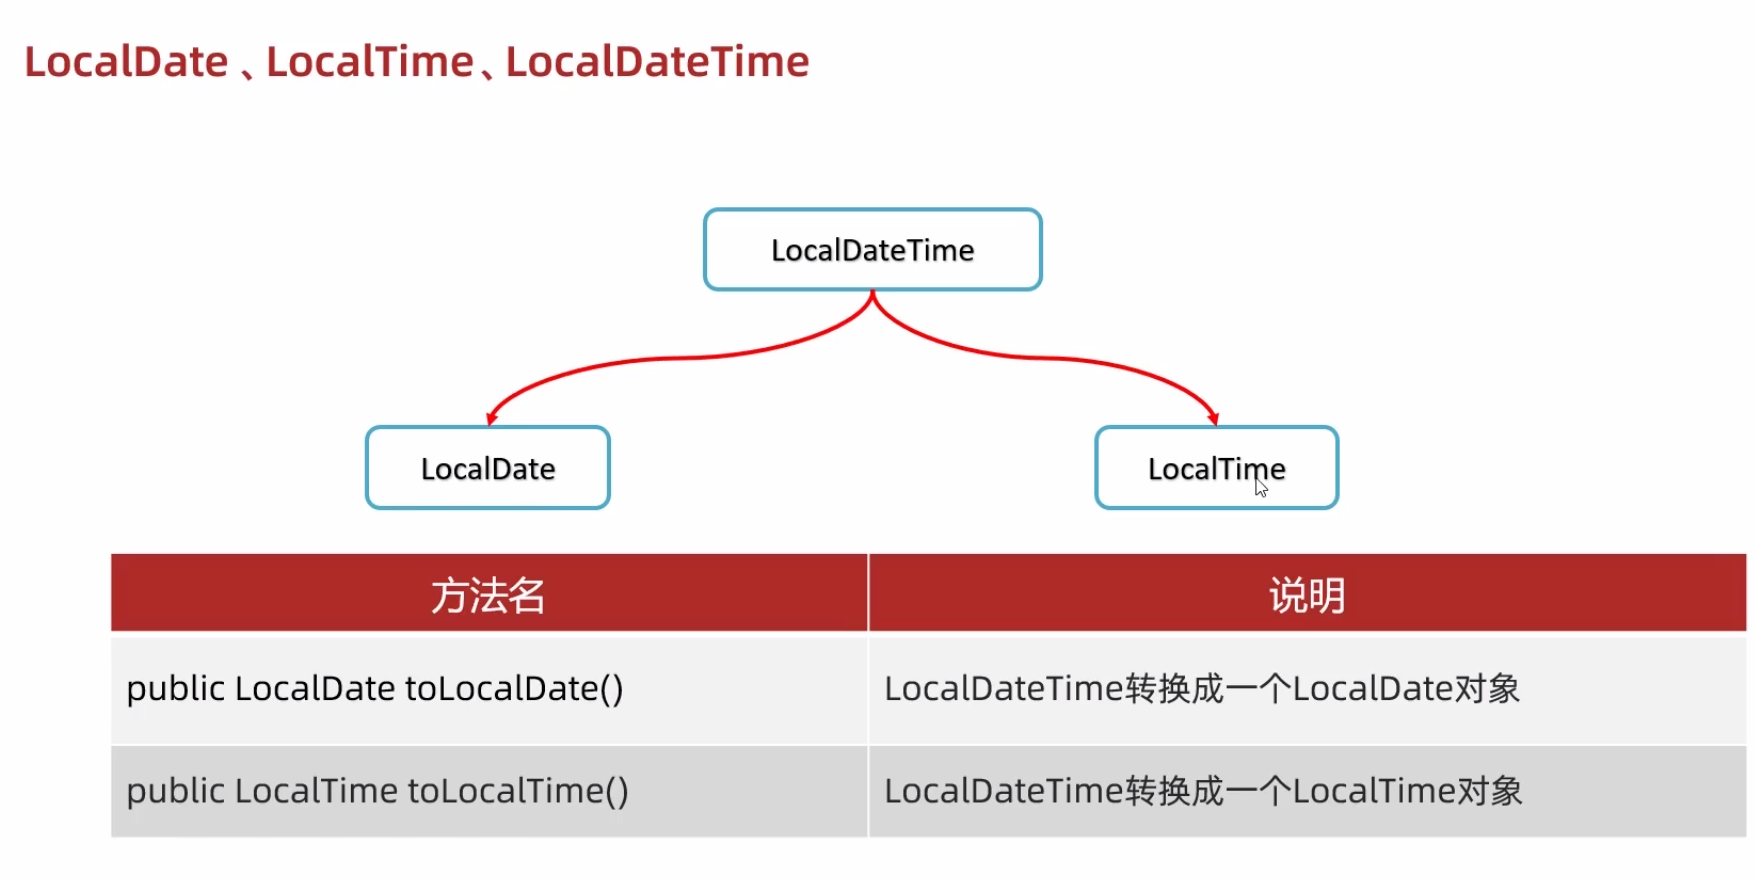 LocalDate 、LocalTime、LocalDateTime
LocalDateTime
LocalDate
LocalTime
方法名
说明
public LocalDate toLocalDate()
LocalDateTime转换成一个LocalDate对象
public LocalTime toLocalTime()
LocalDateTime转换成一个LocalTime对象